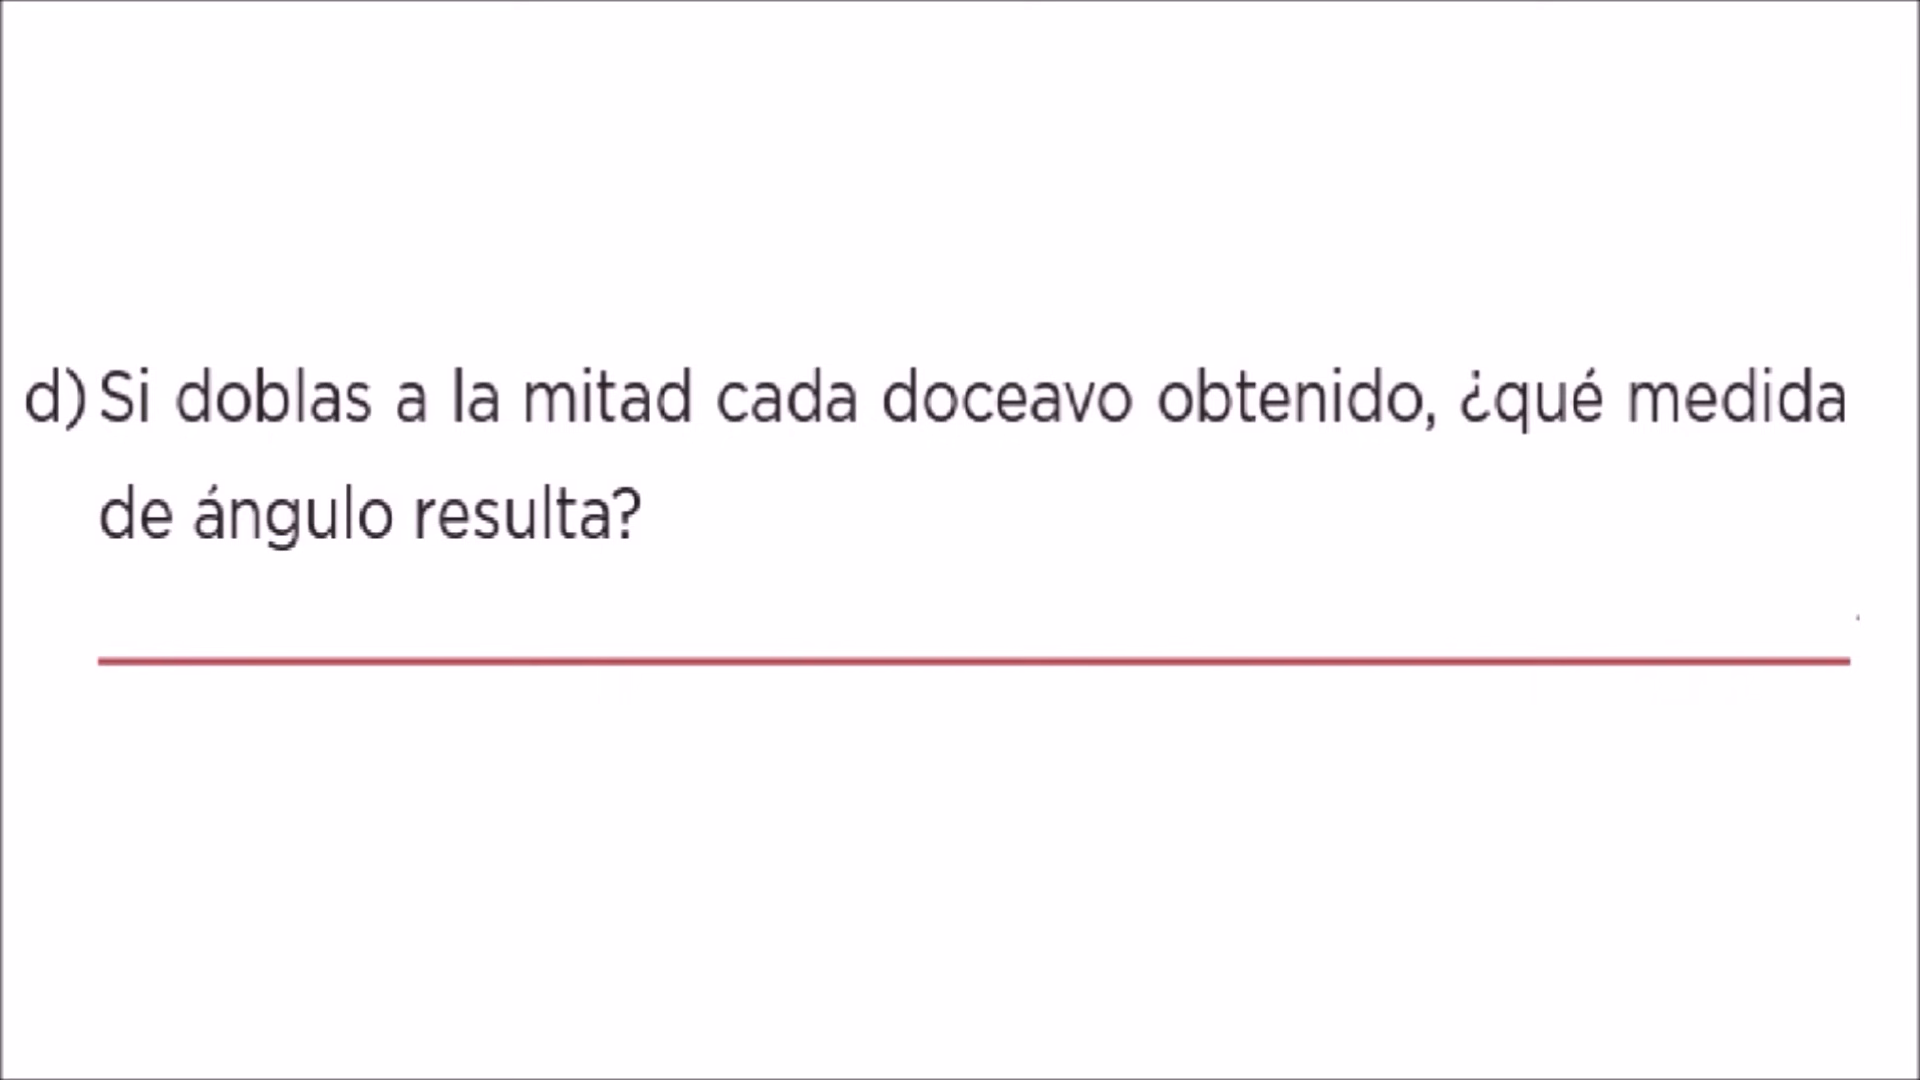 d) Si doblas a la mitad cada doceavo obtenido, ¿qué medida
de ángulo resulta?